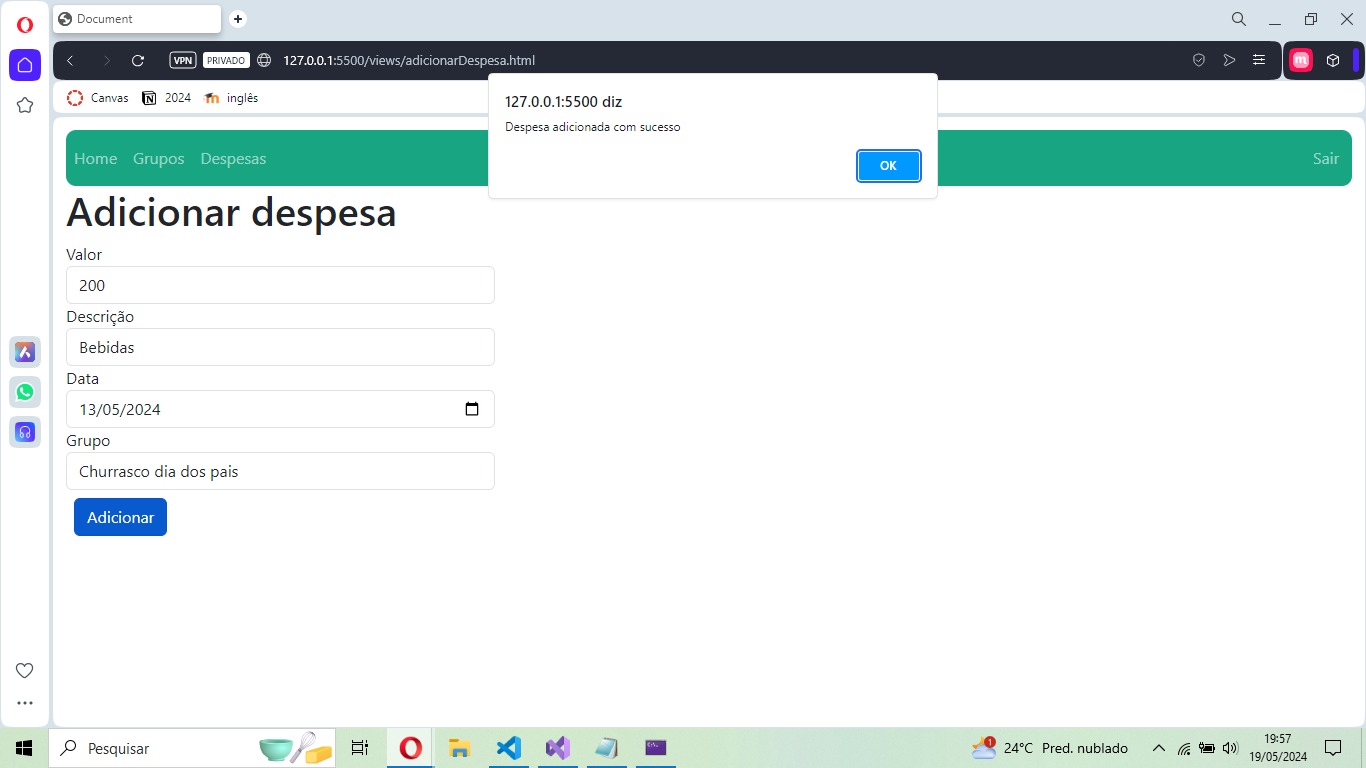 Document
VPN
PRIVADO
127.0.0.1:5500/views/adicionarDespesa.html
Canvas
2024
inglês
127.0.0.1:5500 diz
Despesa adicionada com sucesso
OK
Home
Grupos
Despesas
Sair
Adicionar despesa
Valor
200
Descrição
Bebidas
Data
13/05/2024
Grupo
Churrasco dia dos pais
Adicionar
Pesquisar
1
24°C Pred. nublado
19:57
19/05/2024